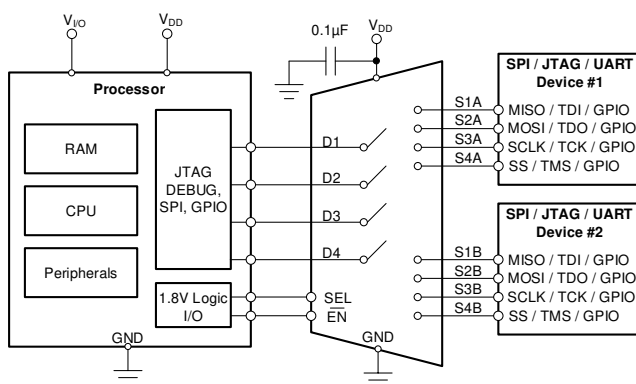 V_I/O
V_DD
Processor
RAM
CPU
Peripherals
JTAG
DEBUG,
SPI, GPIO
1.8V Logic
I/O
GND
0.1µF
V_DD
D1
D2
D3
D4
SEL
EN
GND
S1A
S2A
S3A
S4A
S1B
S2B
S3B
S4B
SPI / JTAG / UART
Device #1
MISO / TDI / GPIO
MOSI / TDO / GPIO
SCLK / TCK / GPIO
SS / TMS / GPIO
SPI / JTAG / UART
Device #2
MISO / TDI / GPIO
MOSI / TDO / GPIO
SCLK / TCK / GPIO
SS / TMS / GPIO